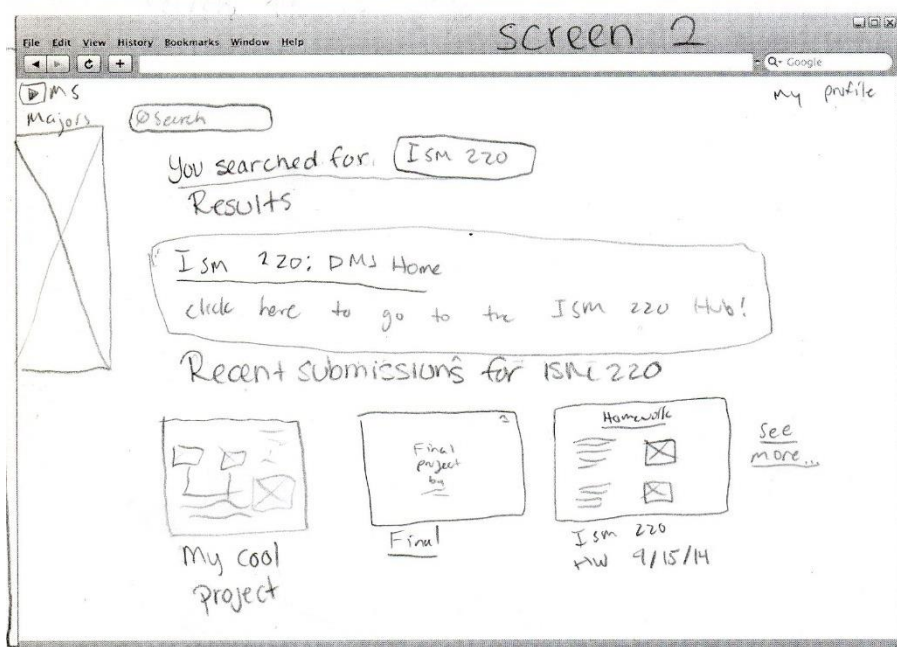 screen 2
File Edit View History Bookmarks Window Help
Google
DMS
My profile
Majors
Search
You searched for: Ism 220
Results
Ism 220: DMS Home
click here to go to the Ism 220 Hub!
Recent submissions for ISM 220
Homework
Final
project
by
See
more...
My cool
project
Final
Ism 220
HW 9/15/14